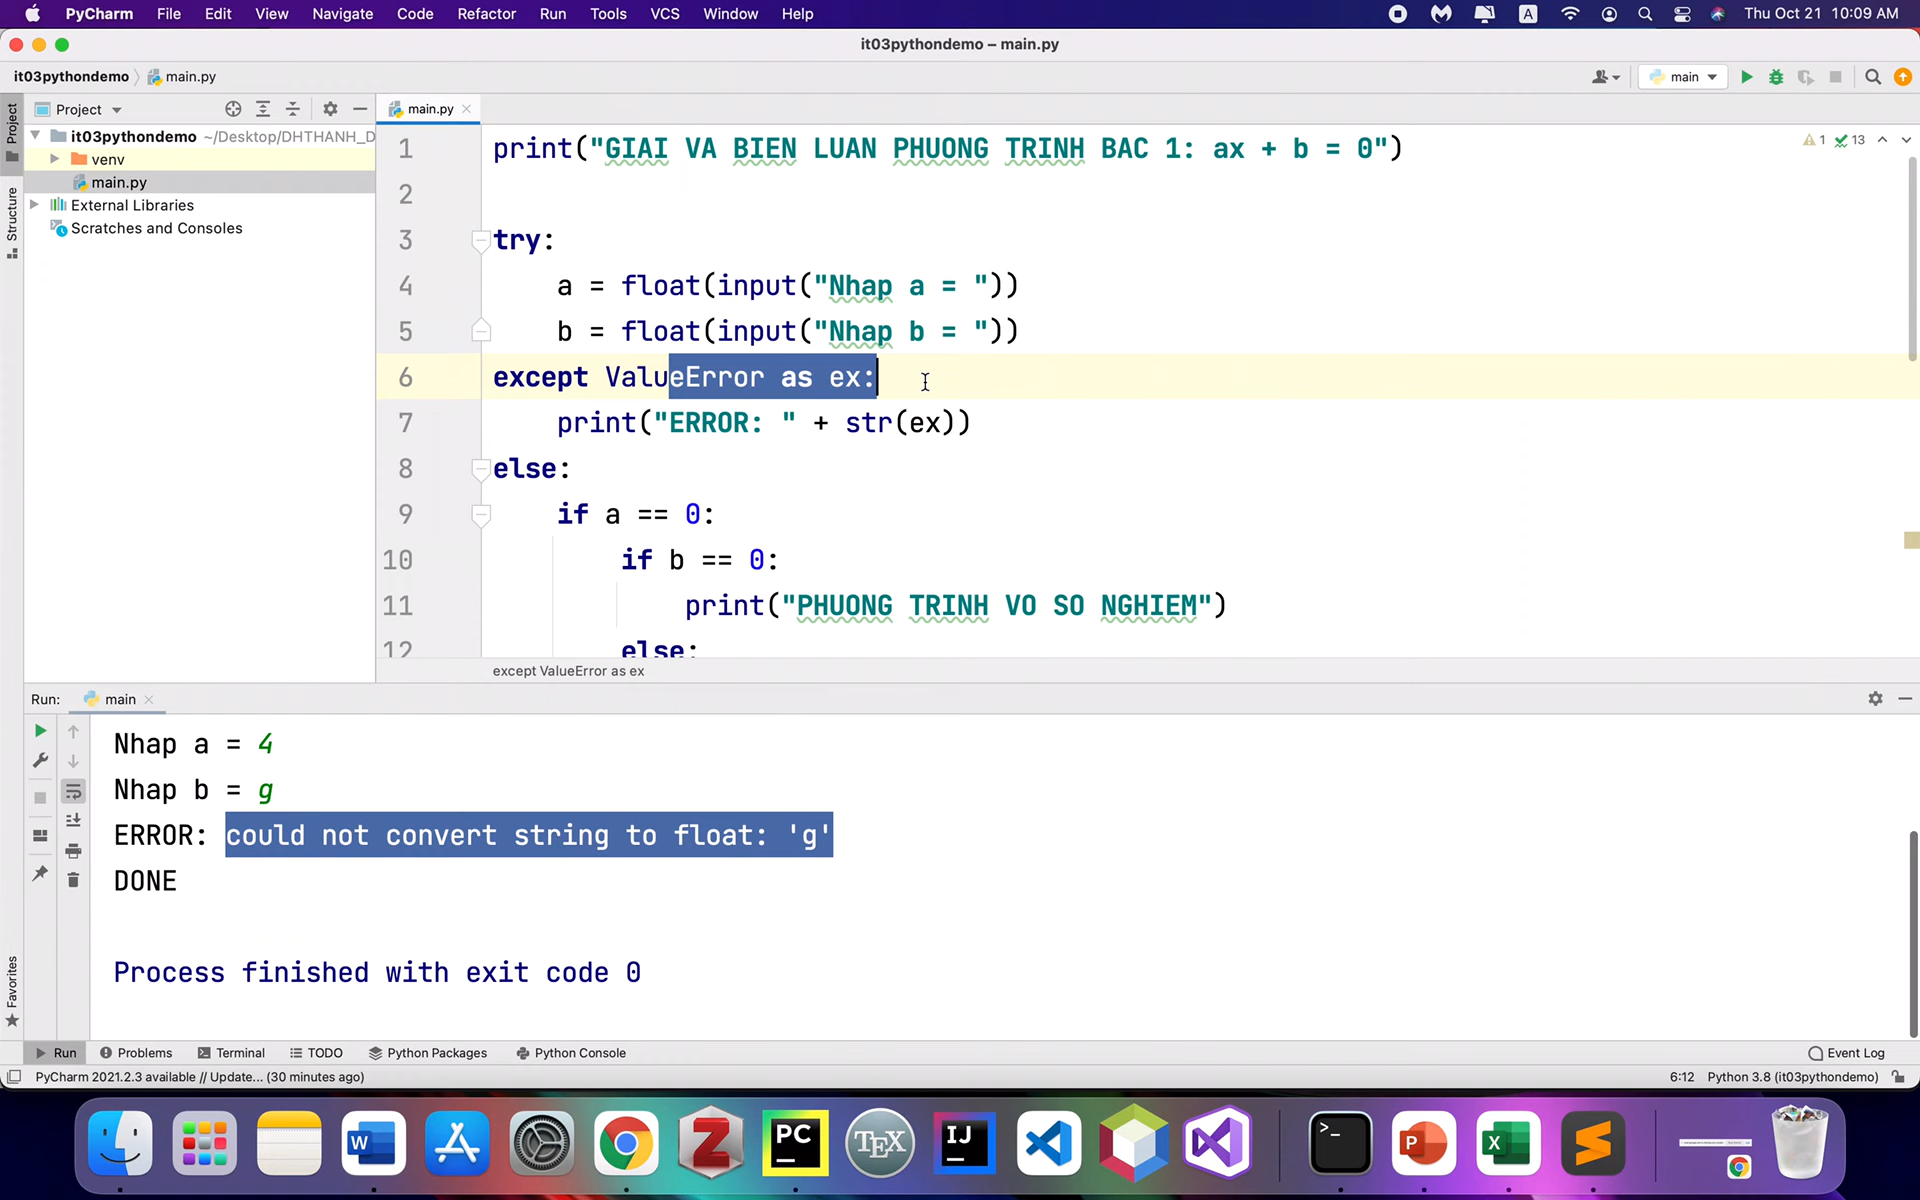 PyCharm File Edit View Navigate Code Refactor Run Tools VCS Window Help A Thu Oct 21 10:09 AM
it03pythondemo – main.py
it03pythondemo main.py main
Project
Project main.py
it03pythondemo ~/Desktop/DHTHANH_D
venv
main.py
External Libraries
Scratches and Consoles
Structure
1 13
1 print("GIAI VA BIEN LUAN PHUONG TRINH BAC 1: ax + b = 0")
2
3 try:
4 a = float(input("Nhap a = "))
5 b = float(input("Nhap b = "))
6 except ValueError as ex:
7 print("ERROR: " + str(ex))
8 else:
9 if a == 0:
10 if b == 0:
11 print("PHUONG TRINH VO SO NGHIEM")
12 else:
except ValueError as ex
Run: main
Nhap a = 4
Nhap b = g
ERROR: could not convert string to float: 'g'
DONE
Process finished with exit code 0
Favorites
Run Problems Terminal TODO Python Packages Python Console Event Log
PyCharm 2021.2.3 available // Update... (30 minutes ago) 6:12 Python 3.8 (it03pythondemo)
W Z PC TEX IJ >_ P X S